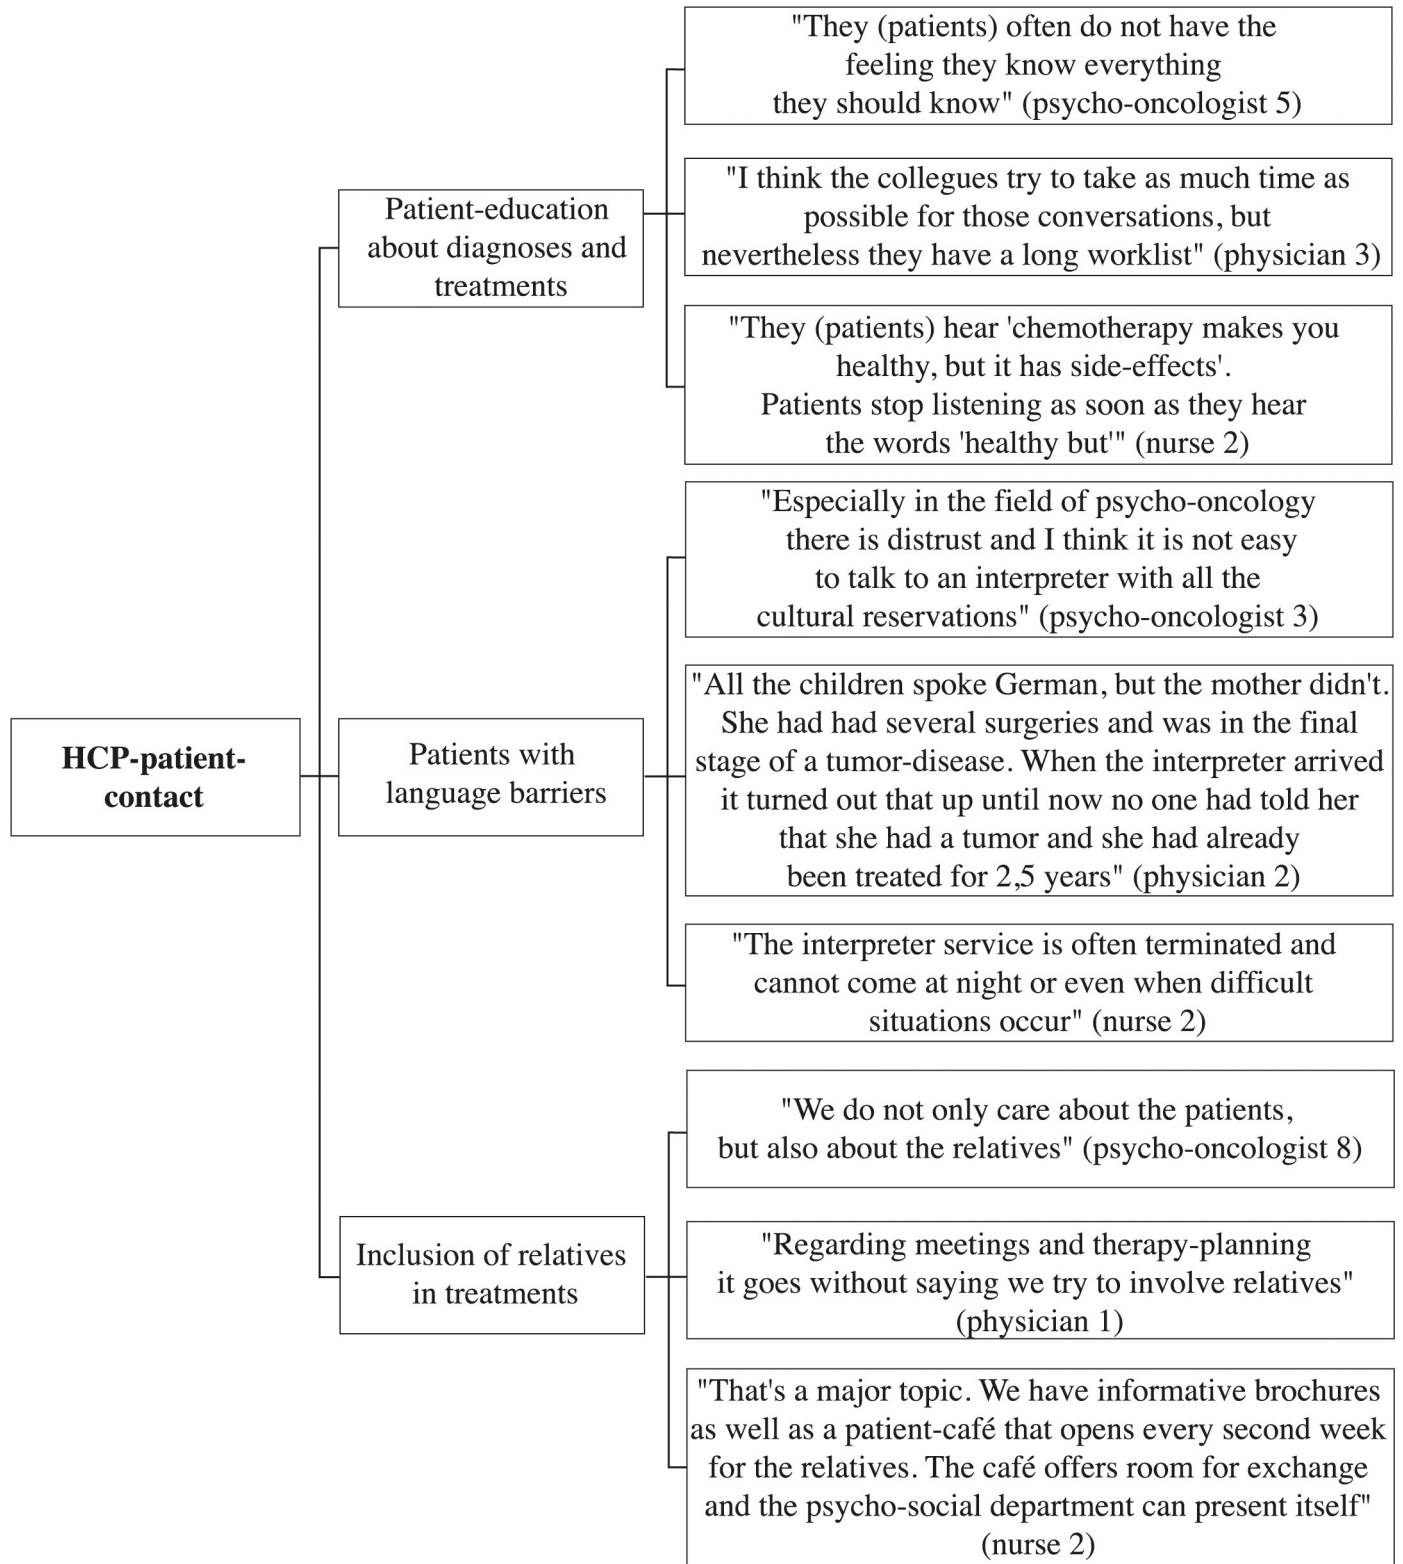 HCP-patient-
contact
Patient-education
about diagnoses and
treatments
"They (patients) often do not have the
feeling they know everything
they should know" (psycho-oncologist 5)
"I think the collegues try to take as much time as
possible for those conversations, but
nevertheless they have a long worklist" (physician 3)
"They (patients) hear 'chemotherapy makes you
healthy, but it has side-effects'.
Patients stop listening as soon as they hear
the words 'healthy but'" (nurse 2)
Patients with
language barriers
"Especially in the field of psycho-oncology
there is distrust and I think it is not easy
to talk to an interpreter with all the
cultural reservations" (psycho-oncologist 3)
"All the children spoke German, but the mother didn't.
She had had several surgeries and was in the final
stage of a tumor-disease. When the interpreter arrived
it turned out that up until now no one had told her
that she had a tumor and she had already
been treated for 2,5 years" (physician 2)
"The interpreter service is often terminated and
cannot come at night or even when difficult
situations occur" (nurse 2)
Inclusion of relatives
in treatments
"We do not only care about the patients,
but also about the relatives" (psycho-oncologist 8)
"Regarding meetings and therapy-planning
it goes without saying we try to involve relatives"
(physician 1)
"That's a major topic. We have informative brochures
as well as a patient-café that opens every second week
for the relatives. The café offers room for exchange
and the psycho-social department can present itself"
(nurse 2)